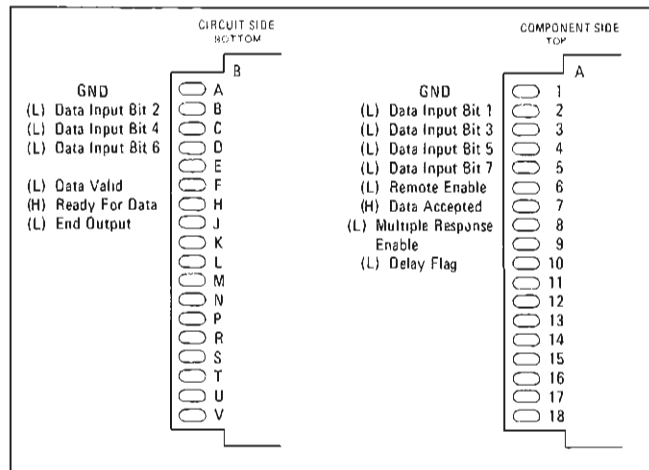 CIRCUIT SIDE
BOTTOM
B
GND A
(L) Data Input Bit 2 B
(L) Data Input Bit 4 C
(L) Data Input Bit 6 D
E
(L) Data Valid F
(H) Ready For Data H
(L) End Output J
K
L
M
N
P
R
S
T
U
V
COMPONENT SIDE
TOP
A
GND 1
(L) Data Input Bit 1 2
(L) Data Input Bit 3 3
(L) Data Input Bit 5 4
(L) Data Input Bit 7 5
(L) Remote Enable 6
(H) Data Accepted 7
(L) Multiple Response 8
Enable 9
(L) Delay Flag 10
11
12
13
14
15
16
17
18